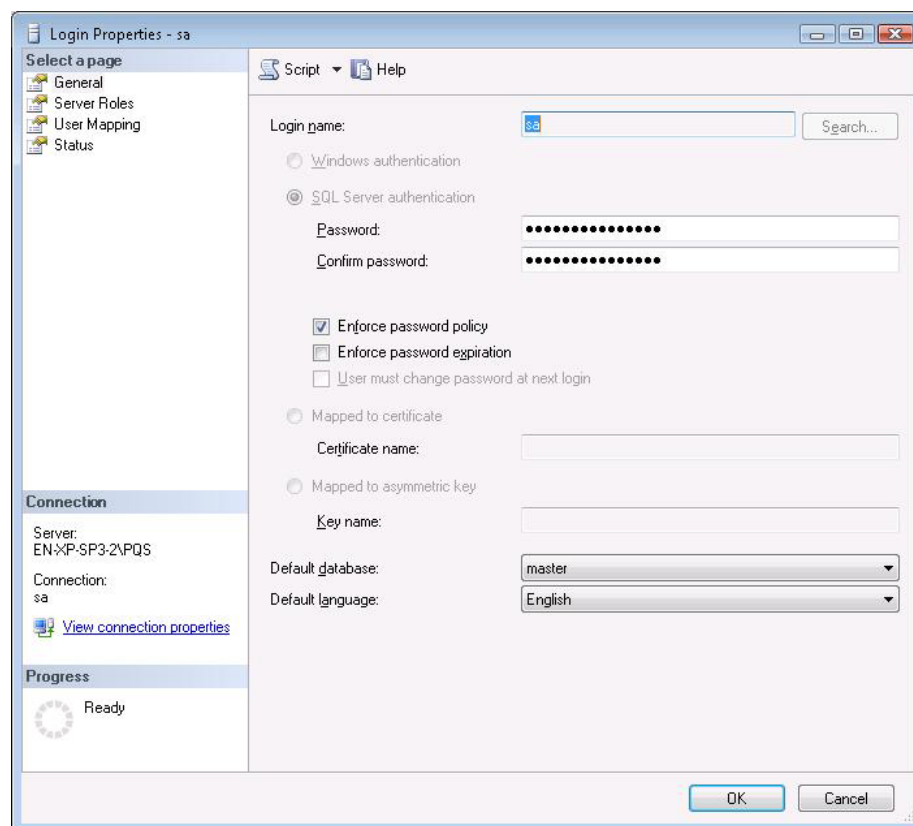 Login Properties - sa
Select a page
General
Server Roles
User Mapping
Status
Script
Help
Login name:
sa
Search...
Windows authentication
SQL Server authentication
Password:
●●●●●●●●●●●●●●●
Confirm password:
●●●●●●●●●●●●●●●
Enforce password policy
Enforce password expiration
User must change password at next login
Mapped to certificate
Certificate name:
Mapped to asymmetric key
Key name:
Default database:
master
Default language:
English
Connection
Server:
EN-XP-SP3-2\PQS
Connection:
sa
View connection properties
Progress
Ready
OK
Cancel